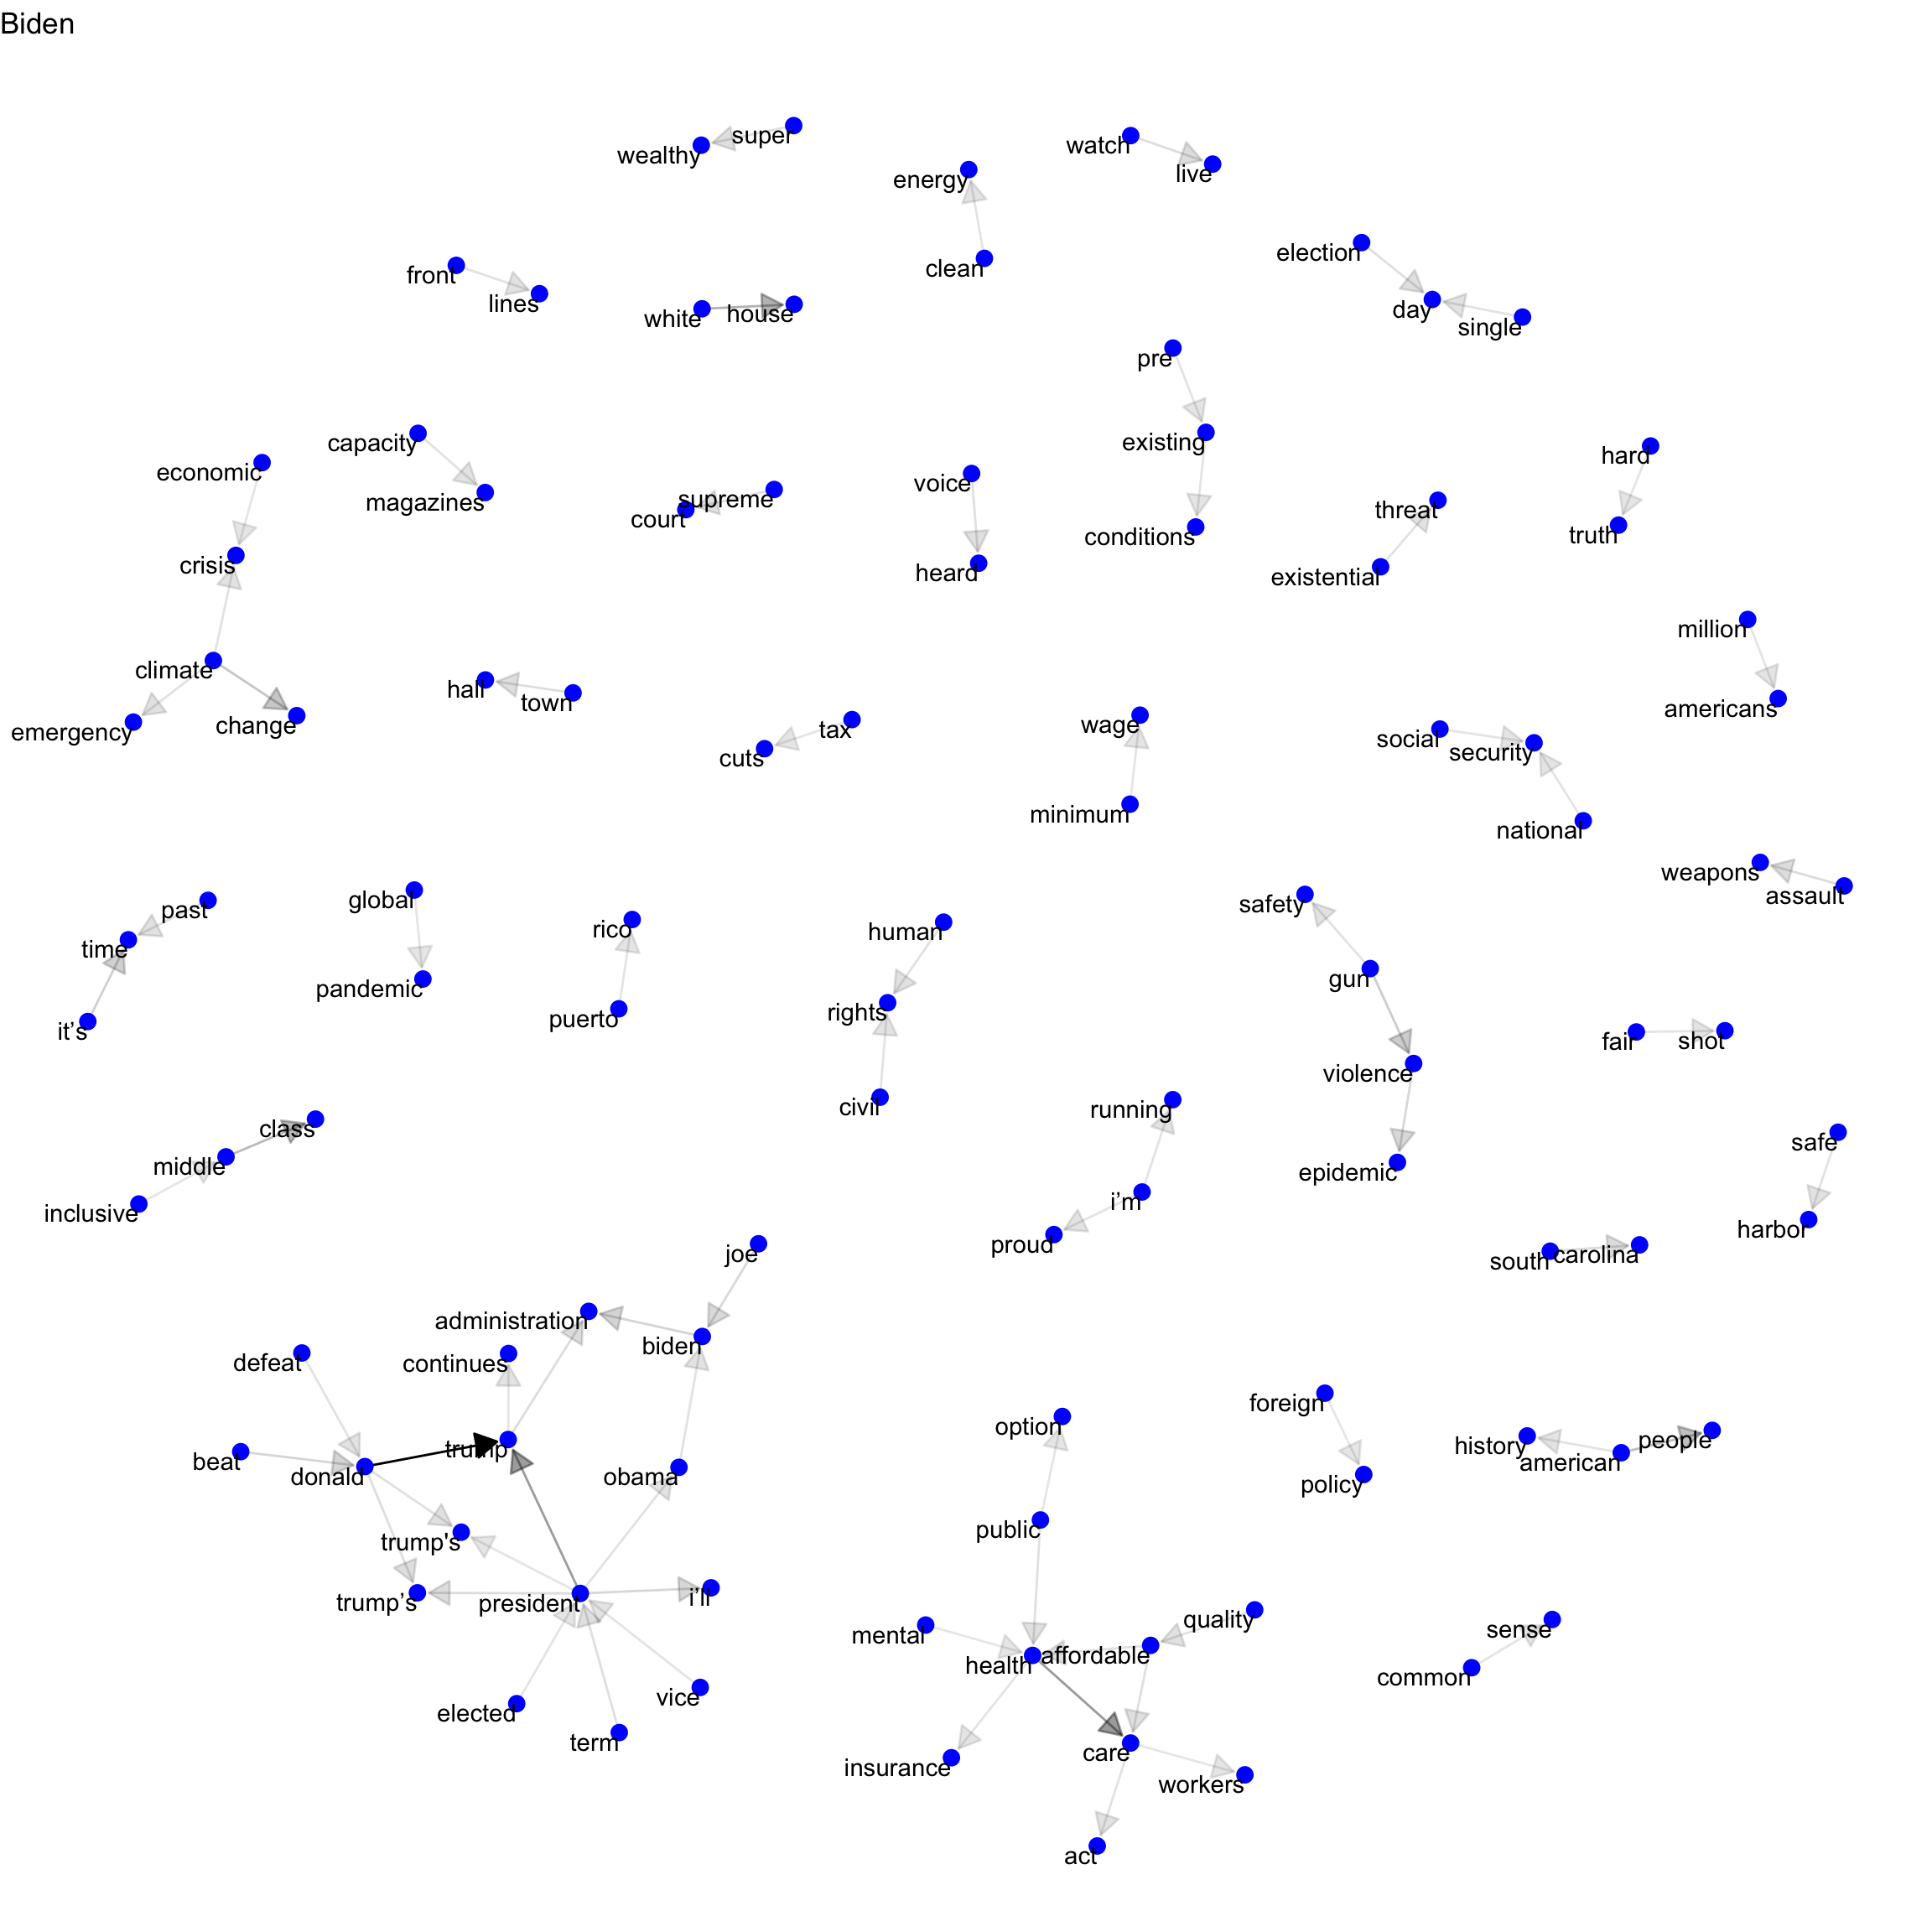 Biden
super
wealthy
watch
live
energy
clean
election
day
single
front
lines
white
house
pre
existing
conditions
capacity
magazines
economic
crisis
climate
emergency
change
supreme
court
voice
heard
threat
existential
hard
truth
million
americans
hall
town
tax
cuts
wage
minimum
social
security
national
weapons
assault
past
time
it’s
global
pandemic
rico
puerto
human
rights
civil
safety
gun
violence
epidemic
fair
shot
class
middle
inclusive
running
i’m
proud
safe
harbor
south
carolina
joe
administration
biden
continues
defeat
beat
donald
trump
obama
trump's
trump’s
president
i’ll
elected
term
vice
option
public
mental
health
affordable
quality
insurance
care
workers
act
foreign
policy
history
american
people
sense
common